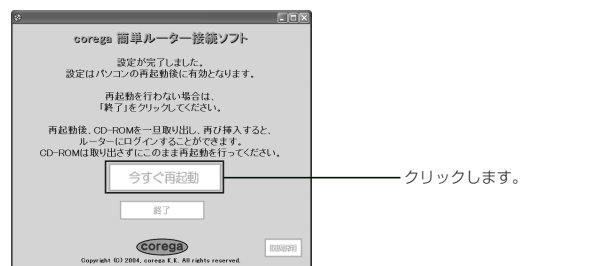 corega 簡単ルーター接続ソフト
設定が完了しました。
設定はパソコンの再起動後に有効となります。
再起動を行わない場合は、
「終了」をクリックしてください。
再起動後、CD-ROMを一旦取り出し、再び挿入すると、
ルーターにログインすることができます。
CD-ROMは取り出さずにこのまま再起動を行ってください。
今すぐ再起動
クリックします。
終了
corega
Copyright (C) 2004, corega K.K. All rights reserved.